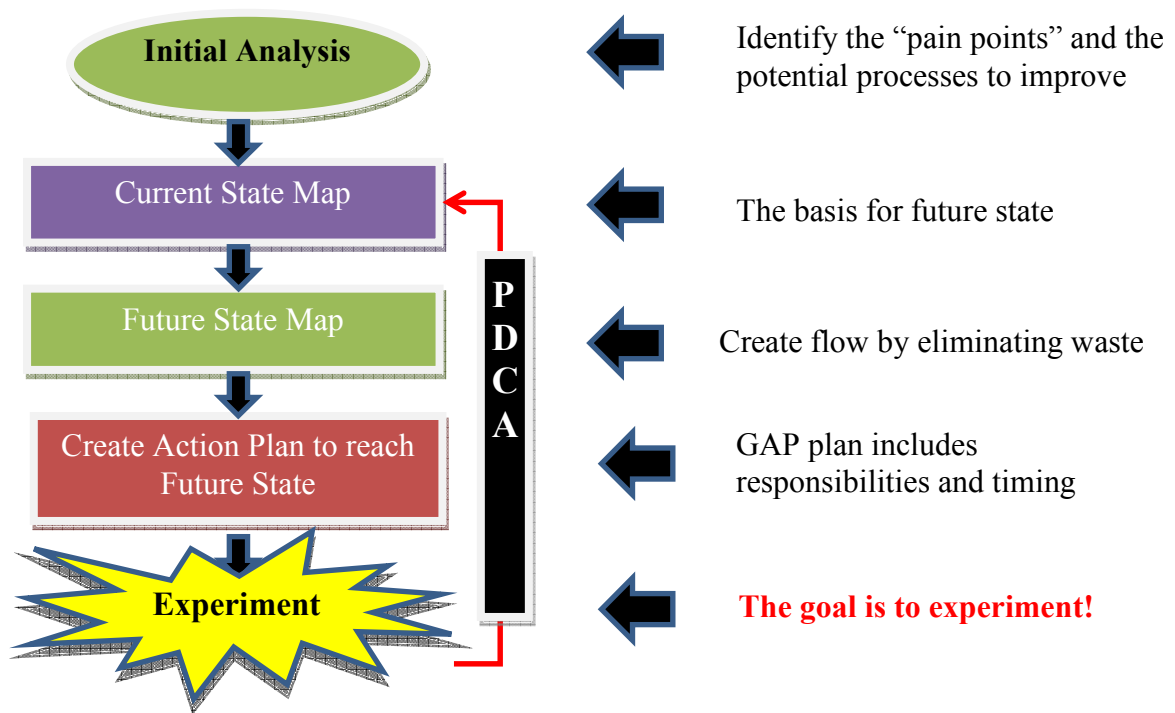 Initial Analysis
Identify the “pain points” and the
potential processes to improve
Current State Map
The basis for future state
P
D
C
A
Future State Map
Create flow by eliminating waste
Create Action Plan to reach
Future State
GAP plan includes
responsibilities and timing
Experiment
The goal is to experiment!